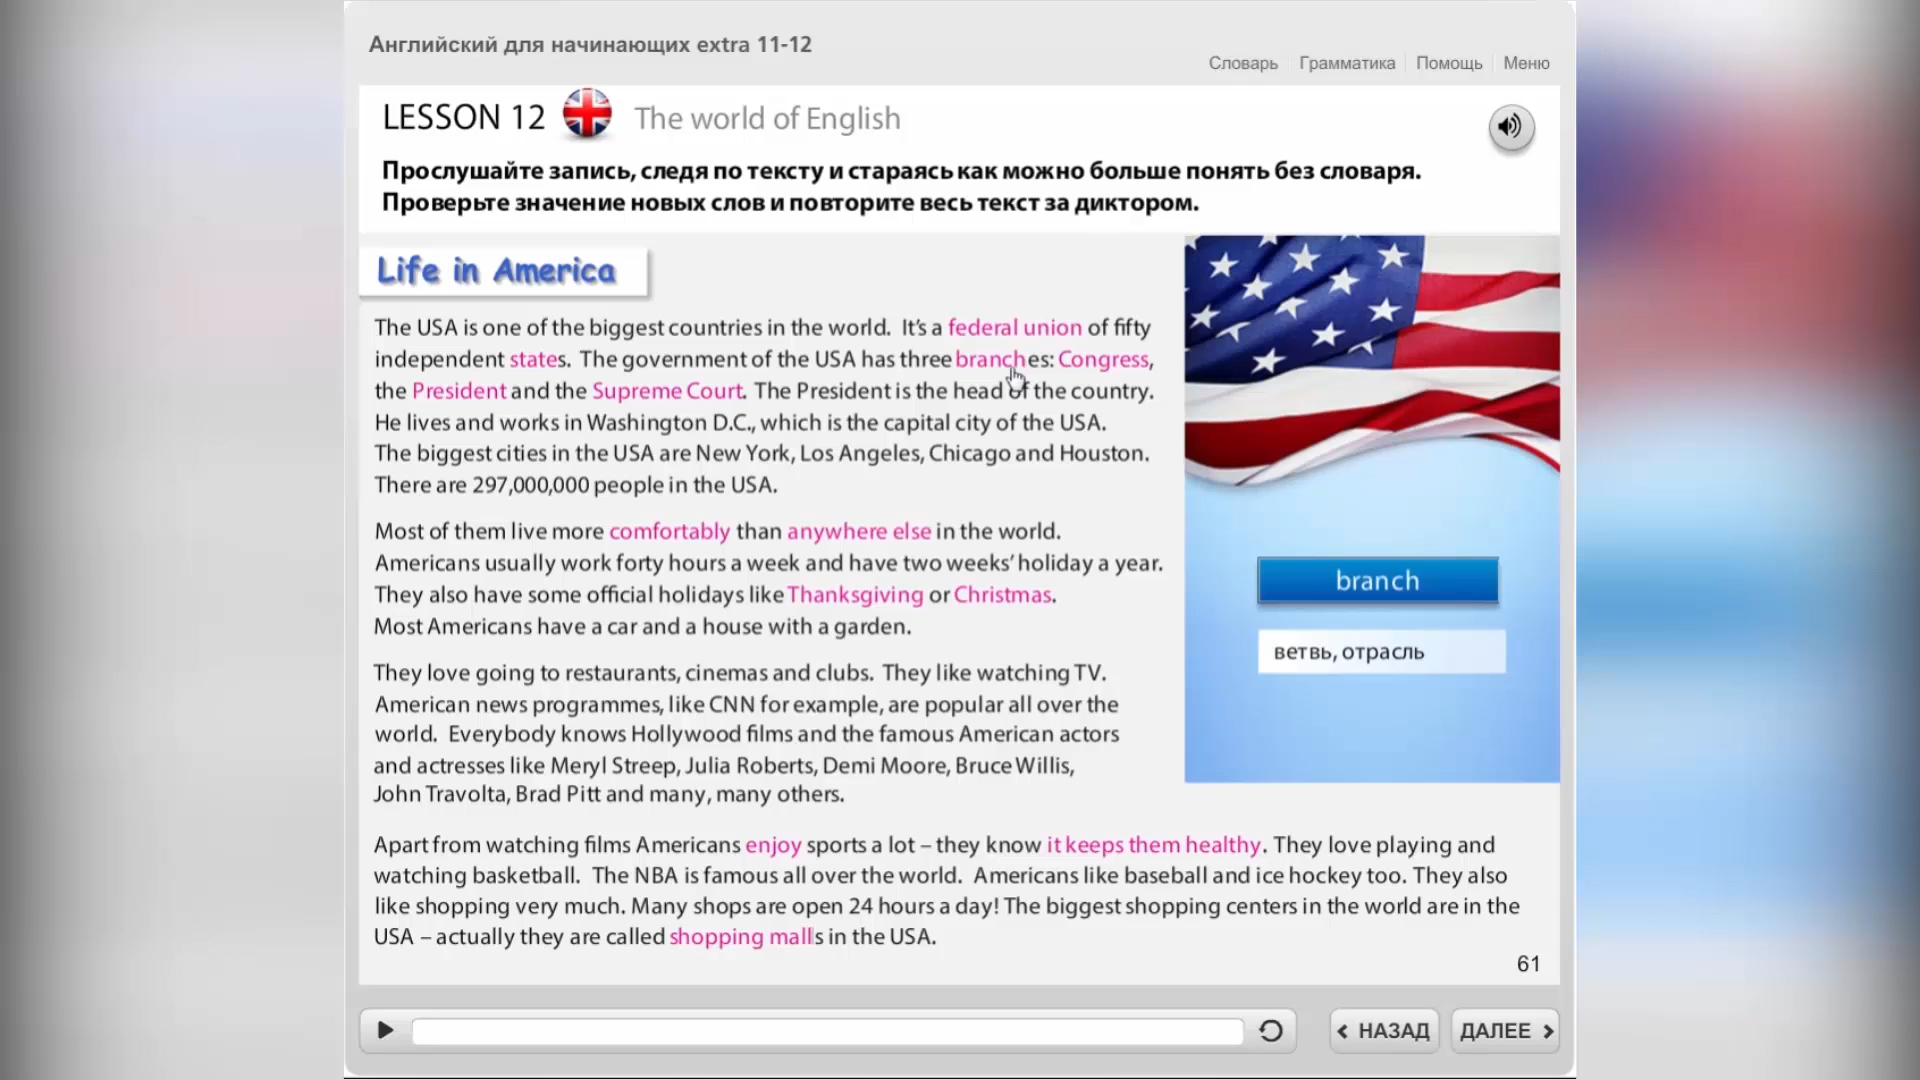 Английский для начинающих extra 11-12
Словарь Грамматика Помощь Меню
LESSON 12 The world of English
Прослушайте запись, следя по тексту и стараясь как можно больше понять без словаря.
Проверьте значение новых слов и повторите весь текст за диктором.
Life in America
The USA is one of the biggest countries in the world. It's a federal union of fifty
independent states. The government of the USA has three branches: Congress,
the President and the Supreme Court. The President is the head of the country.
He lives and works in Washington D.C., which is the capital city of the USA.
The biggest cities in the USA are New York, Los Angeles, Chicago and Houston.
There are 297,000,000 people in the USA.
Most of them live more comfortably than anywhere else in the world.
Americans usually work forty hours a week and have two weeks' holiday a year.
They also have some official holidays like Thanksgiving or Christmas.
Most Americans have a car and a house with a garden.
They love going to restaurants, cinemas and clubs. They like watching TV.
American news programmes, like CNN for example, are popular all over the
world. Everybody knows Hollywood films and the famous American actors
and actresses like Meryl Streep, Julia Roberts, Demi Moore, Bruce Willis,
John Travolta, Brad Pitt and many, many others.
branch
ветвь, отрасль
Apart from watching films Americans enjoy sports a lot – they know it keeps them healthy. They love playing and
watching basketball. The NBA is famous all over the world. Americans like baseball and ice hockey too. They also
like shopping very much. Many shops are open 24 hours a day! The biggest shopping centers in the world are in the
USA – actually they are called shopping malls in the USA.
61
НАЗАД ДАЛЕЕ